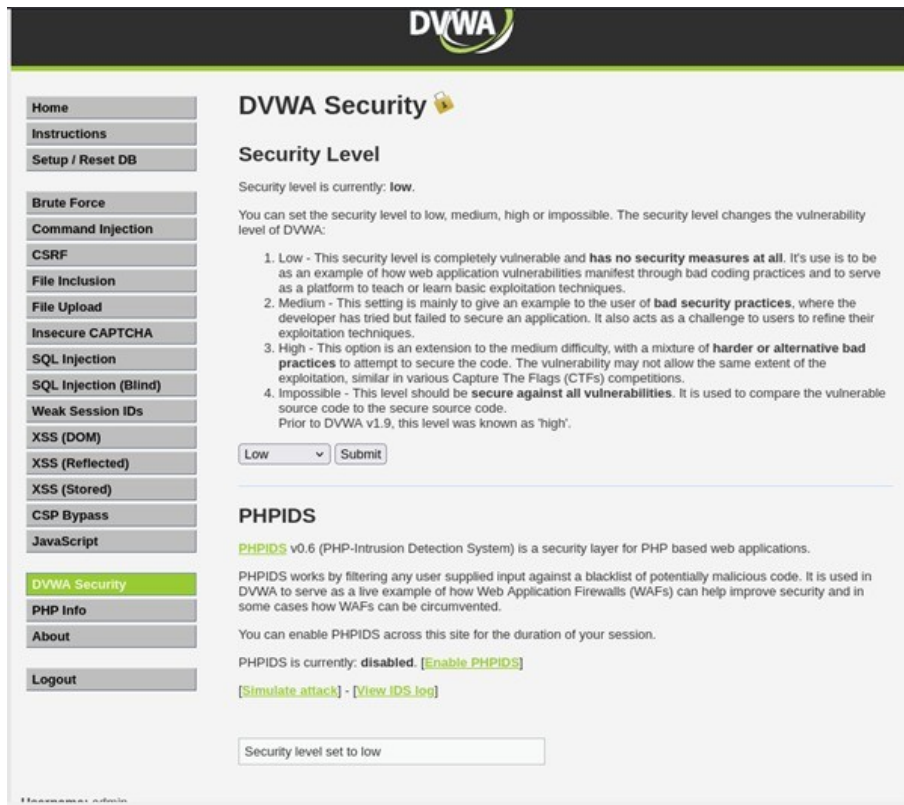 DVWA
Home
Instructions
Setup / Reset DB
Brute Force
Command Injection
CSRF
File Inclusion
File Upload
Insecure CAPTCHA
SQL Injection
SQL Injection (Blind)
Weak Session IDs
XSS (DOM)
XSS (Reflected)
XSS (Stored)
CSP Bypass
JavaScript
DVWA Security
PHP Info
About
Logout
DVWA Security
Security Level
Security level is currently: low.
You can set the security level to low, medium, high or impossible. The security level changes the vulnerability
level of DVWA:
1. Low - This security level is completely vulnerable and has no security measures at all. It's use is to be
as an example of how web application vulnerabilities manifest through bad coding practices and to serve
as a platform to teach or learn basic exploitation techniques.
2. Medium - This setting is mainly to give an example to the user of bad security practices, where the
developer has tried but failed to secure an application. It also acts as a challenge to users to refine their
exploitation techniques.
3. High - This option is an extension to the medium difficulty, with a mixture of harder or alternative bad
practices to attempt to secure the code. The vulnerability may not allow the same extent of the
exploitation, similar in various Capture The Flags (CTFs) competitions.
4. Impossible - This level should be secure against all vulnerabilities. It is used to compare the vulnerable
source code to the secure source code.
Prior to DVWA v1.9, this level was known as 'high'.
Low Submit
PHPIDS
PHPIDS v0.6 (PHP-Intrusion Detection System) is a security layer for PHP based web applications.
PHPIDS works by filtering any user supplied input against a blacklist of potentially malicious code. It is used in
DVWA to serve as a live example of how Web Application Firewalls (WAFs) can help improve security and in
some cases how WAFs can be circumvented.
You can enable PHPIDS across this site for the duration of your session.
PHPIDS is currently: disabled. [Enable PHPIDS]
[Simulate attack] - [View IDS log]
Security level set to low
Username: admin